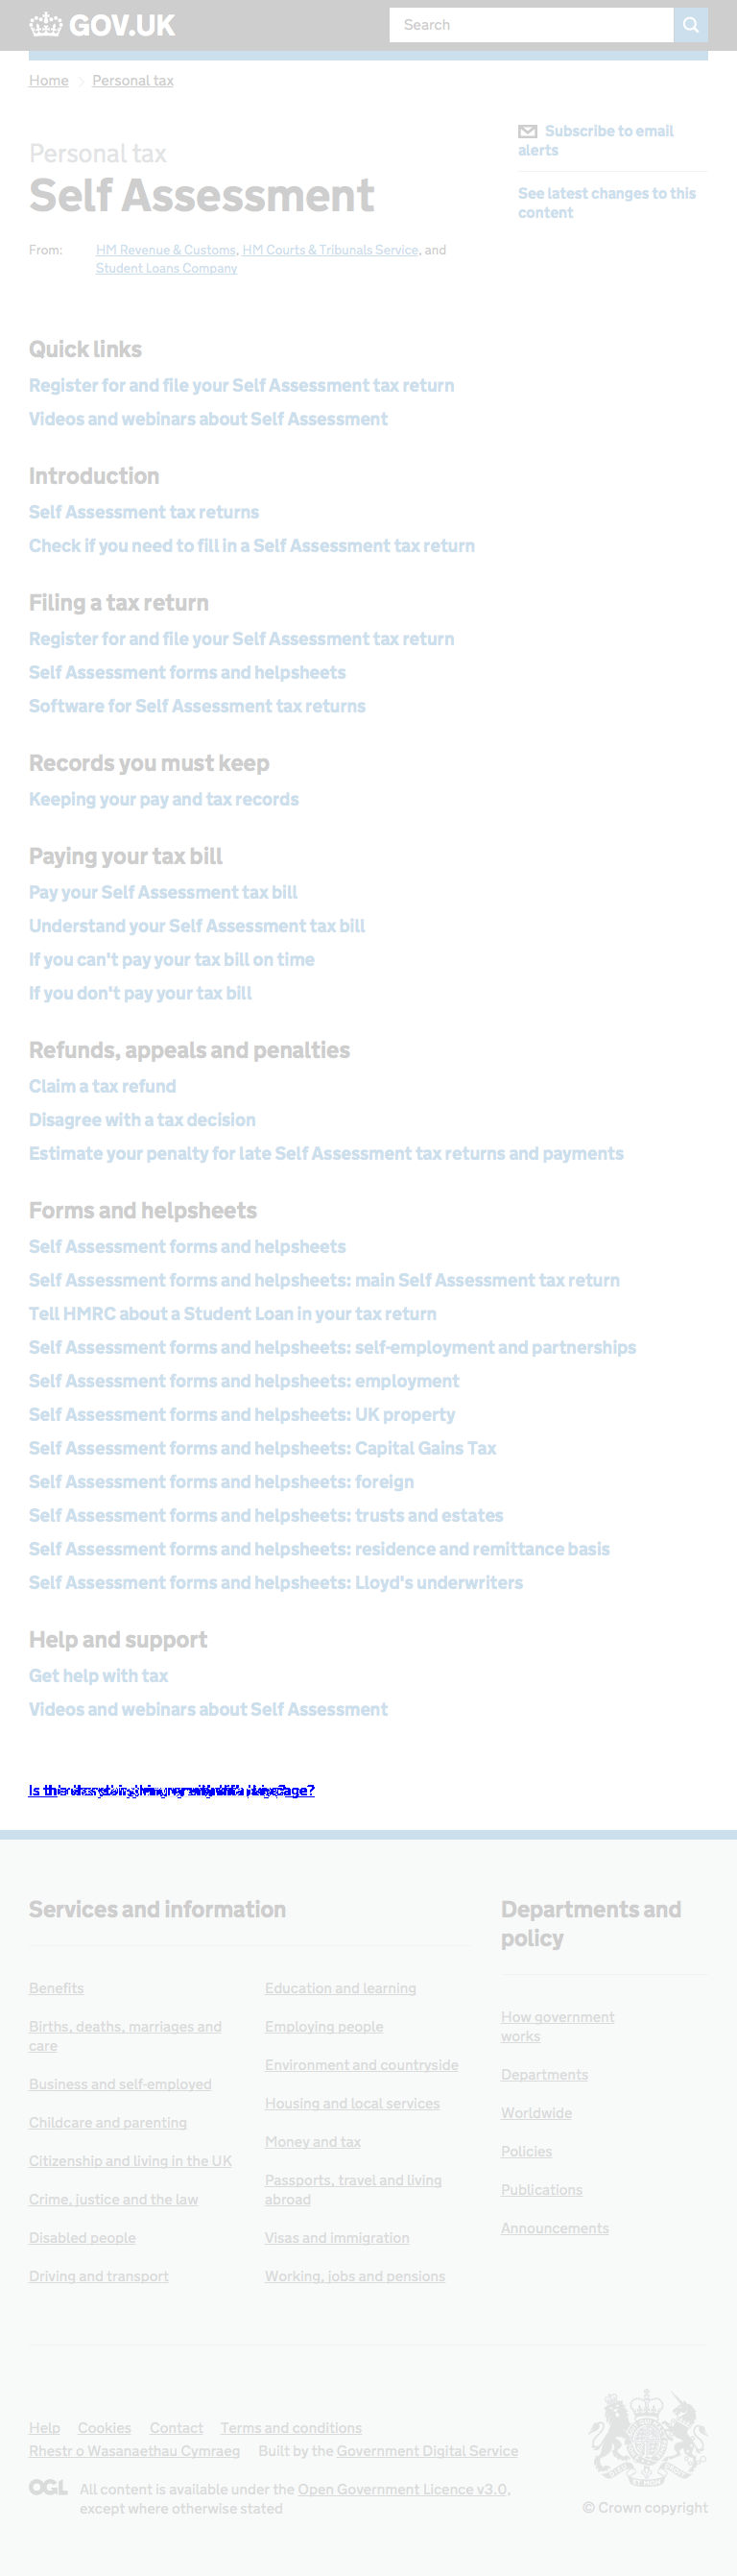 GOV.UK
Search
Home
Personal tax
Personal tax
Self Assessment
From: HM Revenue & Customs, HM Courts & Tribunals Service, and
Student Loans Company
Subscribe to email
alerts
See latest changes to this
content
Quick links
Register for and file your Self Assessment tax return
Videos and webinars about Self Assessment
Introduction
Self Assessment tax returns
Check if you need to fill in a Self Assessment tax return
Filing a tax return
Register for and file your Self Assessment tax return
Self Assessment forms and helpsheets
Software for Self Assessment tax returns
Records you must keep
Keeping your pay and tax records
Paying your tax bill
Pay your Self Assessment tax bill
Understand your Self Assessment tax bill
If you can't pay your tax bill on time
If you don't pay your tax bill
Refunds, appeals and penalties
Claim a tax refund
Disagree with a tax decision
Estimate your penalty for late Self Assessment tax returns and payments
Forms and helpsheets
Self Assessment forms and helpsheets
Self Assessment forms and helpsheets: main Self Assessment tax return
Tell HMRC about a Student Loan in your tax return
Self Assessment forms and helpsheets: self-employment and partnerships
Self Assessment forms and helpsheets: employment
Self Assessment forms and helpsheets: UK property
Self Assessment forms and helpsheets: Capital Gains Tax
Self Assessment forms and helpsheets: foreign
Self Assessment forms and helpsheets: trusts and estates
Self Assessment forms and helpsheets: residence and remittance basis
Self Assessment forms and helpsheets: Lloyd's underwriters
Help and support
Get help with tax
Videos and webinars about Self Assessment
Services and information
Benefits
Births, deaths, marriages and
care
Business and self-employed
Childcare and parenting
Citizenship and living in the UK
Crime, justice and the law
Disabled people
Driving and transport
Education and learning
Employing people
Environment and countryside
Housing and local services
Money and tax
Passports, travel and living
abroad
Visas and immigration
Working, jobs and pensions
Departments and
policy
How government
works
Departments
Worldwide
Policies
Publications
Announcements
Help Cookies Contact Terms and conditions
Rhestr o Wasanaethau Cymraeg Built by the Government Digital Service
OGL All content is available under the Open Government Licence v3.0,
except where otherwise stated
© Crown copyright